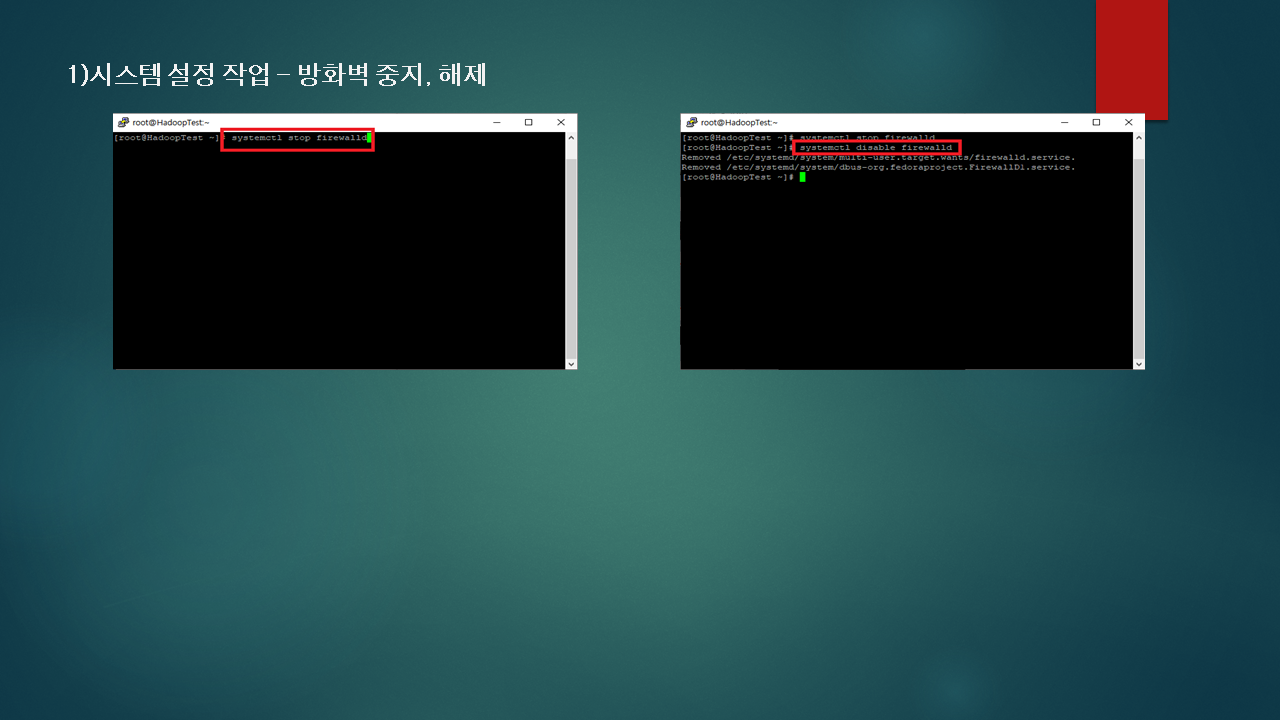 1)시스템 설정 작업 – 방화벽 중지, 해제
root@HadoopTest:~
[root@HadoopTest ~]# systemctl stop firewalld
root@HadoopTest:~
[root@HadoopTest ~]# systemctl stop firewalld
[root@HadoopTest ~]# systemctl disable firewalld
Removed /etc/systemd/system/multi-user.target.wants/firewalld.service.
Removed /etc/systemd/system/dbus-org.fedoraproject.FirewallD1.service.
[root@HadoopTest ~]#